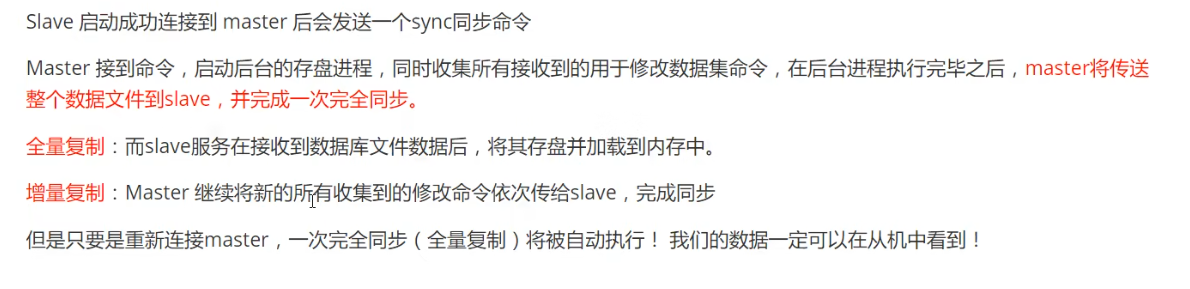 Slave 启动成功连接到 master 后会发送一个sync同步命令
Master 接到命令，启动后台的存盘进程，同时收集所有接收到的用于修改数据集命令，在后台进程执行完毕之后，master将传送
整个数据文件到slave，并完成一次完全同步。
全量复制：而slave服务在接收到数据库文件数据后，将其存盘并加载到内存中。
增量复制：Master 继续将新的所有收集到的修改命令依次传给slave，完成同步
但是只要是重新连接master，一次完全同步（全量复制）将被自动执行！ 我们的数据一定可以在从机中看到！